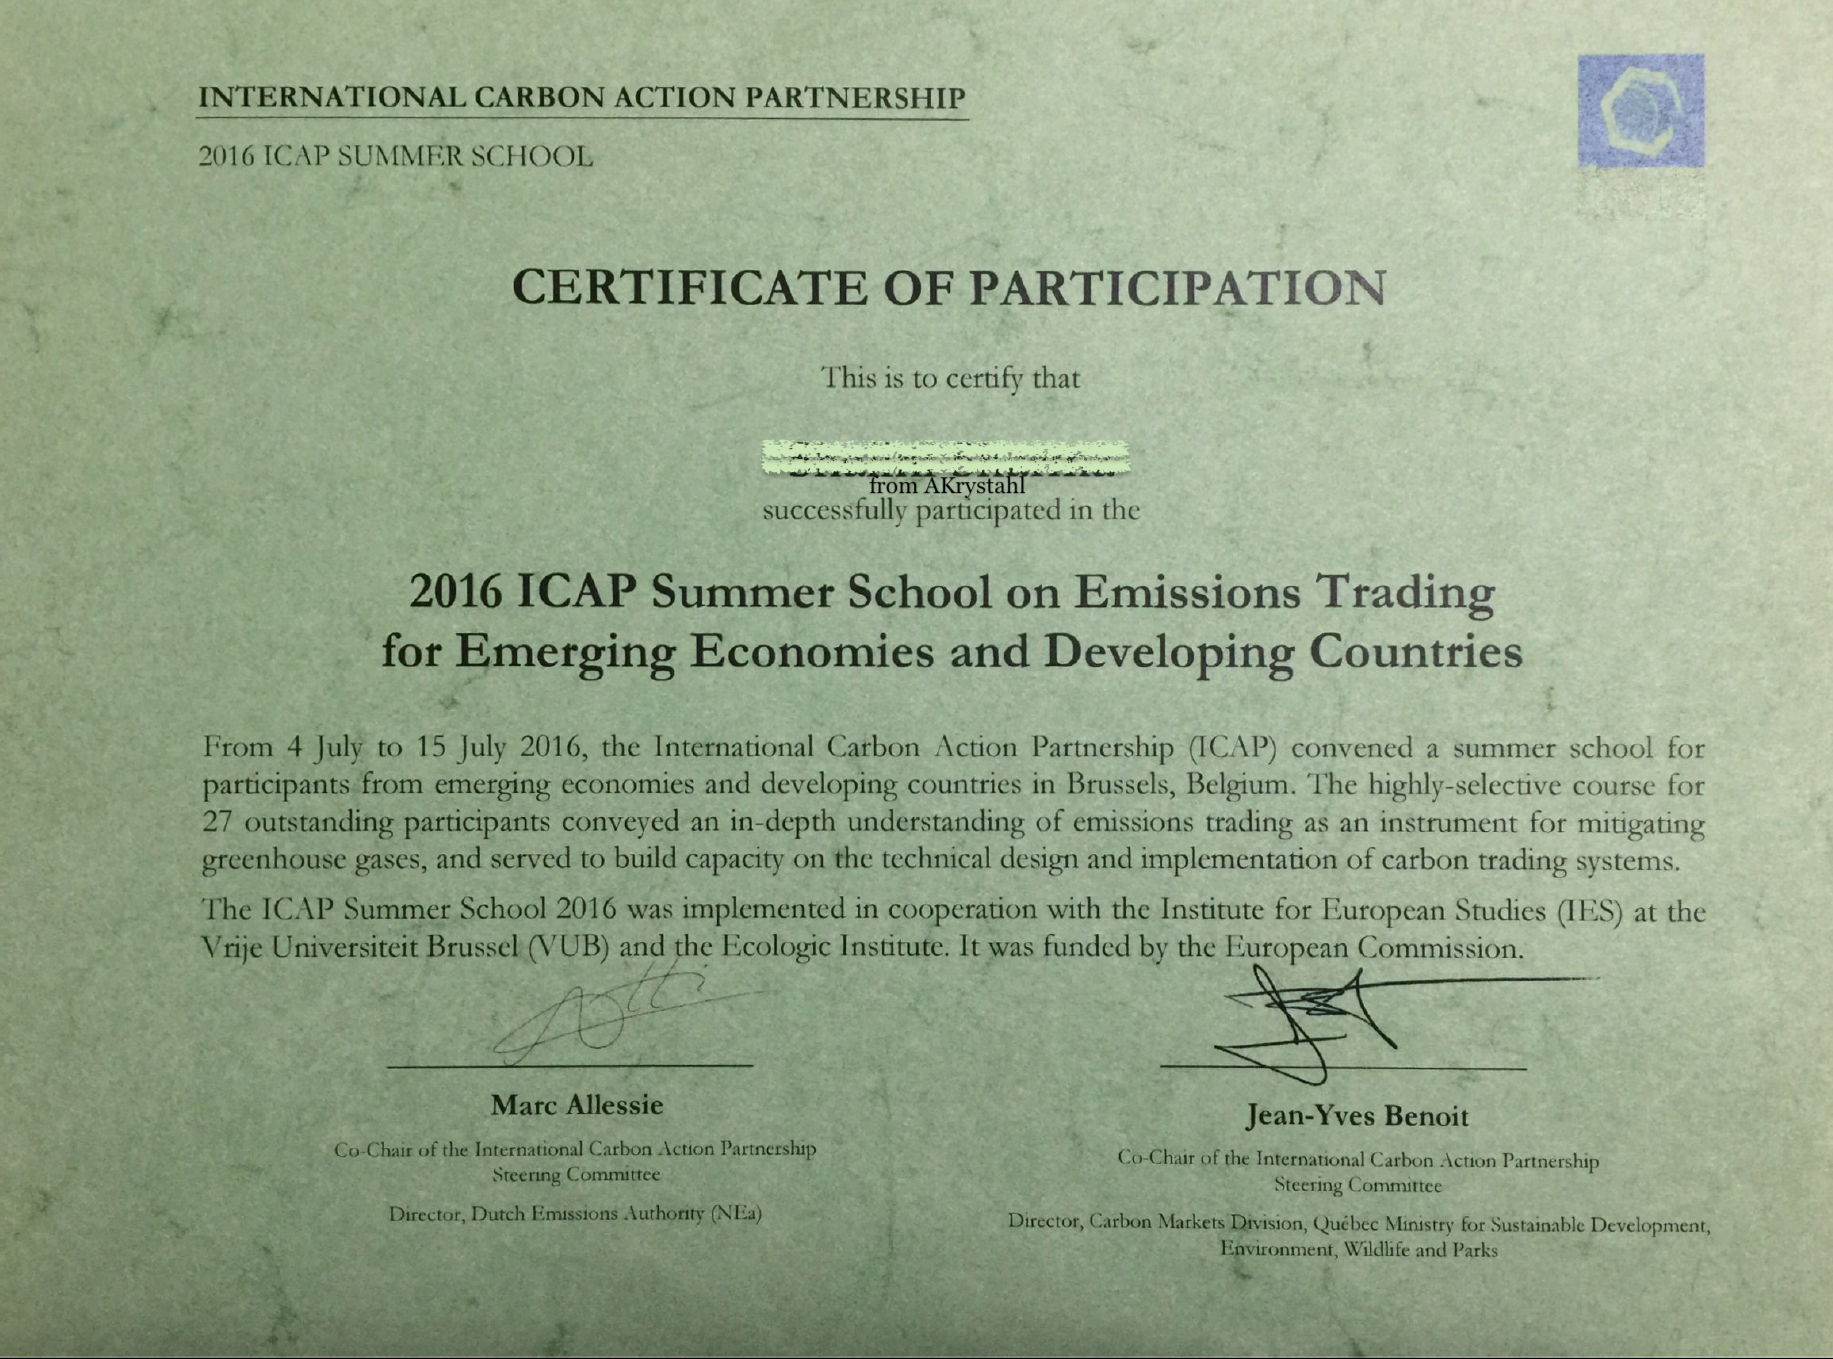 INTERNATIONAL CARBON ACTION PARTNERSHIP
2016 ICAP SUMMER SCHOOL
CERTIFICATE OF PARTICIPATION
This is to certify that
from AKrystahl
successfully participated in the
2016 ICAP Summer School on Emissions Trading
for Emerging Economies and Developing Countries
From 4 July to 15 July 2016, the International Carbon Action Partnership (ICAP) convened a summer school for
participants from emerging economies and developing countries in Brussels, Belgium. The highly-selective course for
27 outstanding participants conveyed an in-depth understanding of emissions trading as an instrument for mitigating
greenhouse gases, and served to build capacity on the technical design and implementation of carbon trading systems.
The ICAP Summer School 2016 was implemented in cooperation with the Institute for European Studies (IES) at the
Vrije Universiteit Brussel (VUB) and the Ecologic Institute. It was funded by the European Commission.
Marc Allessie
Co-Chair of the International Carbon Action Partnership
Steering Committee
Director, Dutch Emissions Authority (NEa)
Jean-Yves Benoit
Co-Chair of the International Carbon Action Partnership
Steering Committee
Director, Carbon Markets Division, Québec Ministry for Sustainable Development,
Environment, Wildlife and Parks